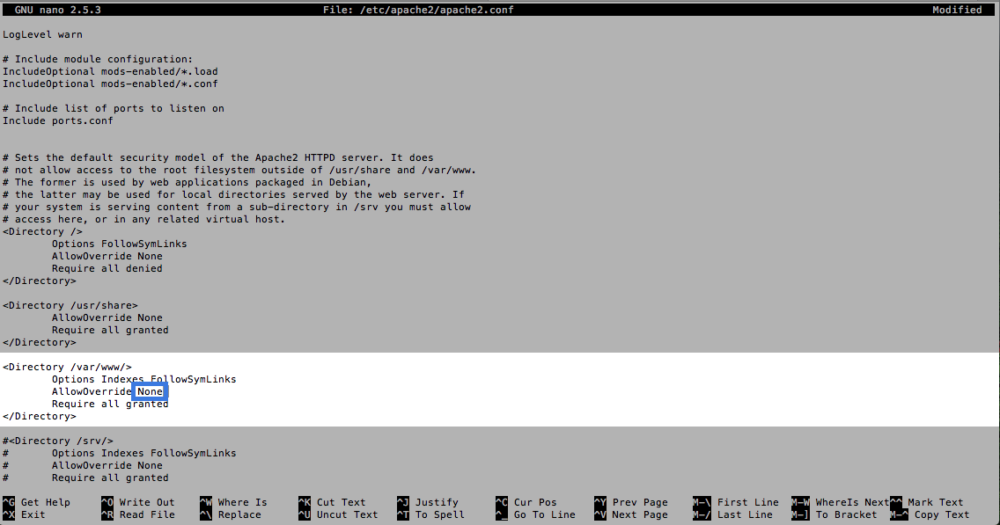 GNU nano 2.5.3 File: /etc/apache2/apache2.conf Modified
LogLevel warn
# Include module configuration:
IncludeOptional mods-enabled/*.load
IncludeOptional mods-enabled/*.conf
# Include list of ports to listen on
Include ports.conf
# Sets the default security model of the Apache2 HTTPD server. It does
# not allow access to the root filesystem outside of /usr/share and /var/www.
# The former is used by web applications packaged in Debian,
# the latter may be used for local directories served by the web server. If
# your system is serving content from a sub-directory in /srv you must allow
# access here, or in any related virtual host.
<Directory />
Options FollowSymLinks
AllowOverride None
Require all denied
</Directory>
<Directory /usr/share>
AllowOverride None
Require all granted
</Directory>
<Directory /var/www/>
Options Indexes FollowSymLinks
AllowOverride None
Require all granted
</Directory>
#<Directory /srv/>
# Options Indexes FollowSymLinks
# AllowOverride None
# Require all granted
^G Get Help ^O Write Out ^W Where Is ^K Cut Text ^J Justify ^C Cur Pos ^Y Prev Page M-\ First Line M-W WhereIs Next ^^ Mark Text
^X Exit ^R Read File ^\ Replace ^U Uncut Text ^T To Spell ^_ Go To Line ^V Next Page M-/ Last Line M-] To Bracket M-^ Copy Text